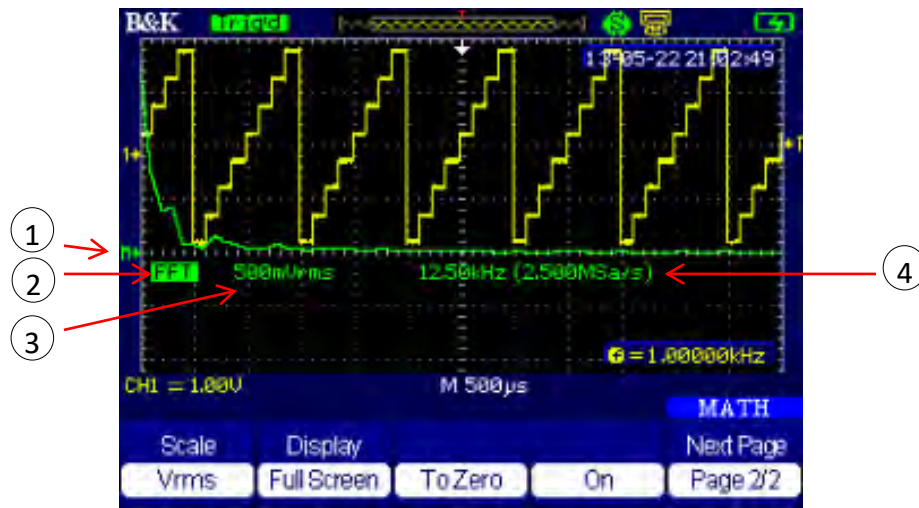 B&K Trig'd
13-05-22 21:02:49
1
1
M
2
FFT 500mVrms 12.50kHz (2.500MSa/s)
4
3
= 1.00000kHz
CH1 = 1.00V M 500µs
MATH
Scale Display Next Page
Vrms Full Screen To Zero On Page 2/2